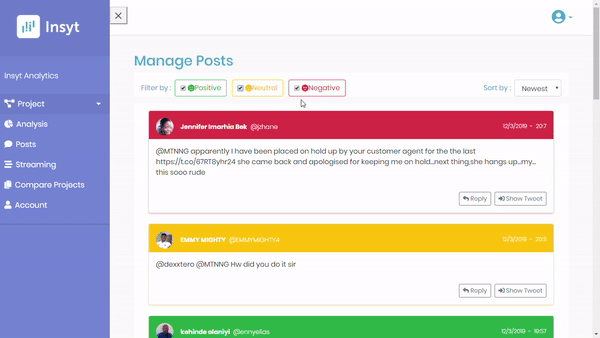 Insyt
Insyt Analytics
Project
Analysis
Posts
Streaming
Compare Projects
Account
Manage Posts
Filter by : Positive Neutral Negative
Sort by : Newest
Jennifer Imarhia Bek @jzhane 12/3/2019 - 20:7
@MTNNG apparently I have been placed on hold up by your customer agent for the the last
https://t.co/67RT8yhr24 she came back and apologised for keeping me on hold...next thing,she hangs up...my...
this sooo rude
Reply Show Tweet
EMMY MIGHTY @EMMYMIGHTY4 12/3/2019 - 20:5
@dexxtero @MTNNG Hw did you do it sir
Reply Show Tweet
kehinde olaniyi @ennyelias 12/3/2019 - 19:57